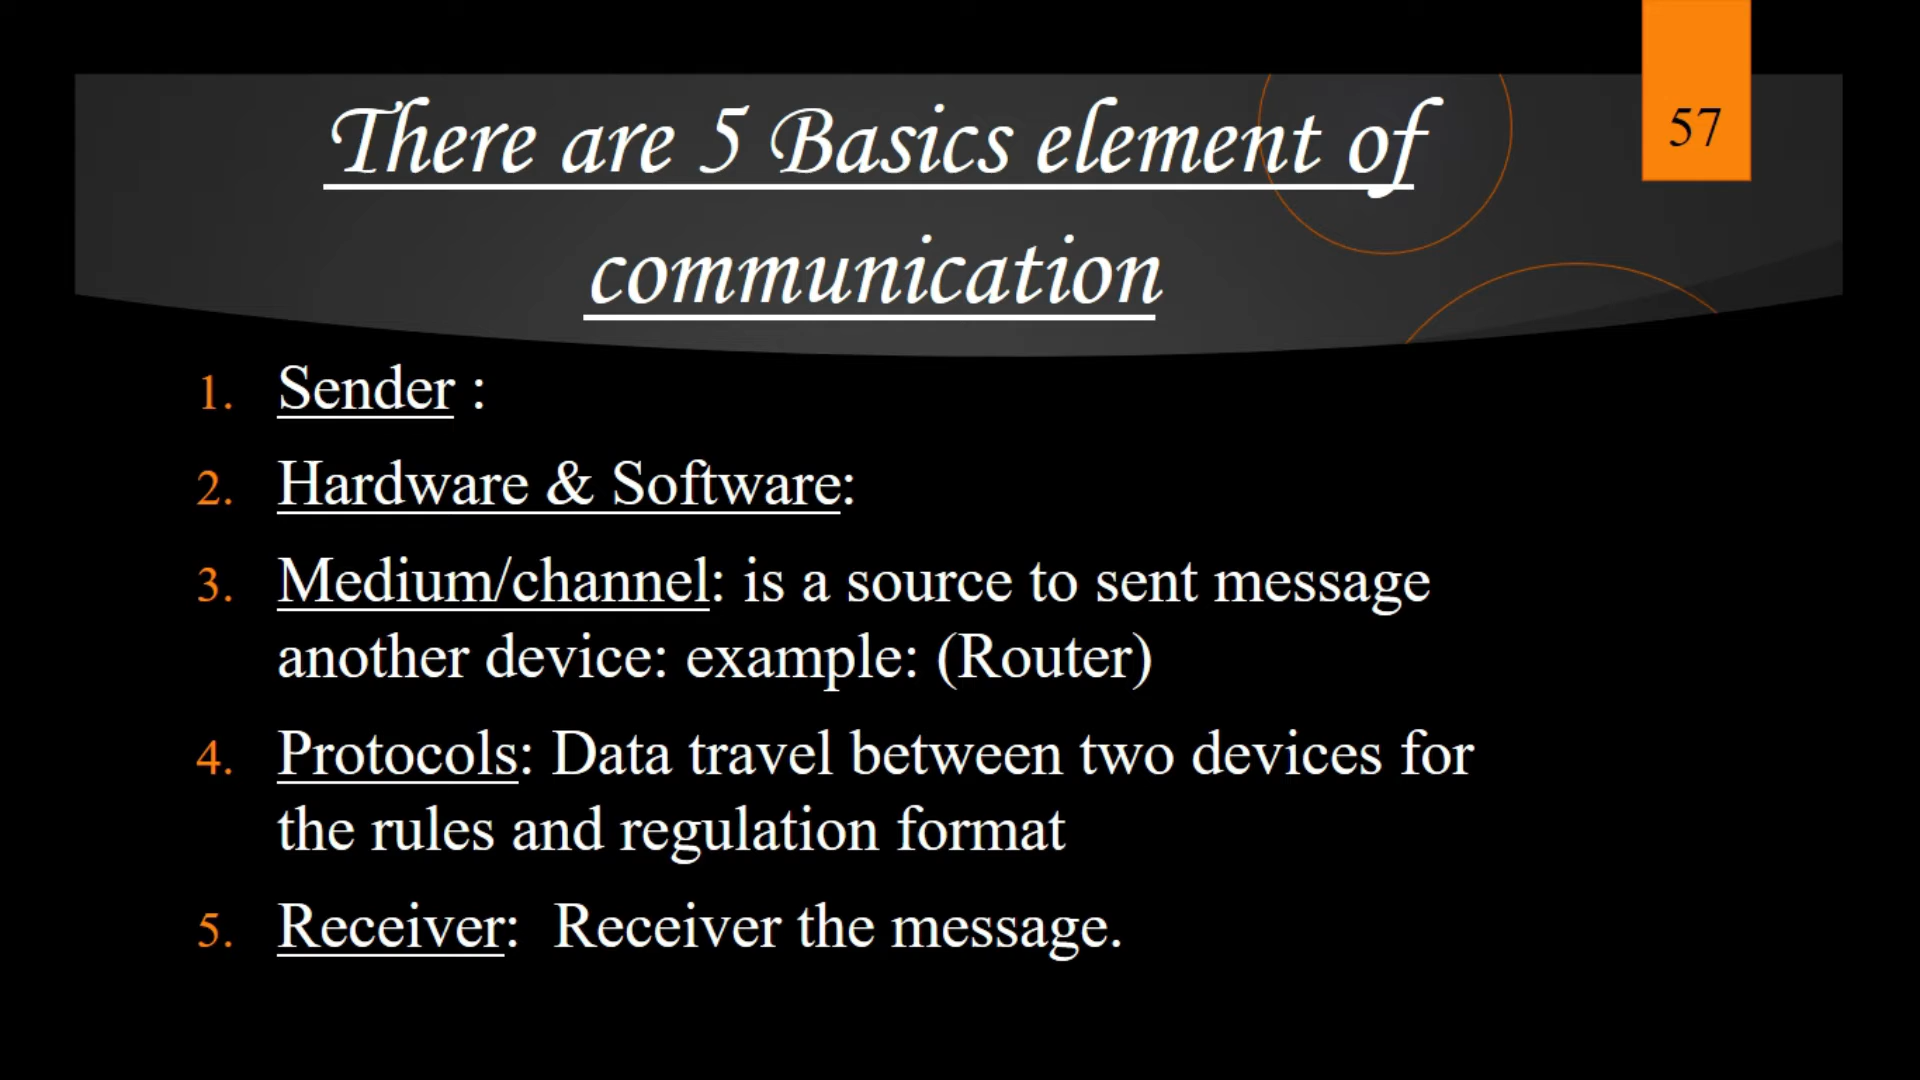 57
There are 5 Basics element of
communication
1. Sender :
2. Hardware & Software:
3. Medium/channel: is a source to sent message
another device: example: (Router)
4. Protocols: Data travel between two devices for
the rules and regulation format
5. Receiver:  Receiver the message.